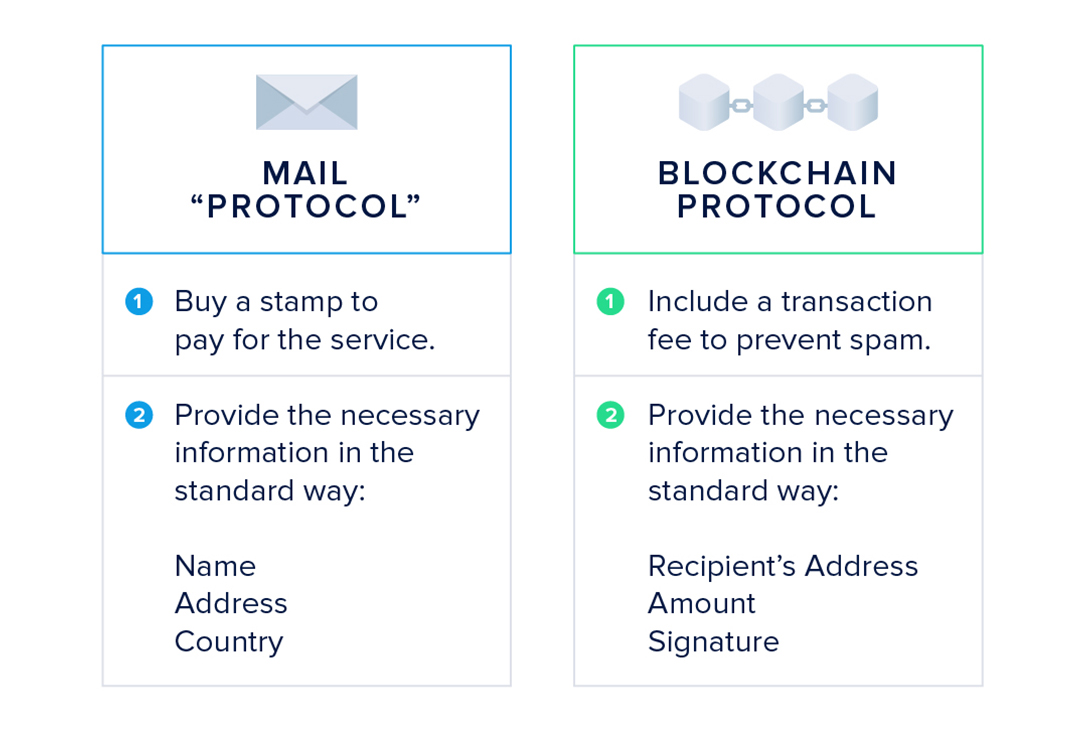 MAIL
“PROTOCOL”
1 Buy a stamp to
pay for the service.
2 Provide the necessary
information in the
standard way:
Name
Address
Country
BLOCKCHAIN
PROTOCOL
1 Include a transaction
fee to prevent spam.
2 Provide the necessary
information in the
standard way:
Recipient’s Address
Amount
Signature